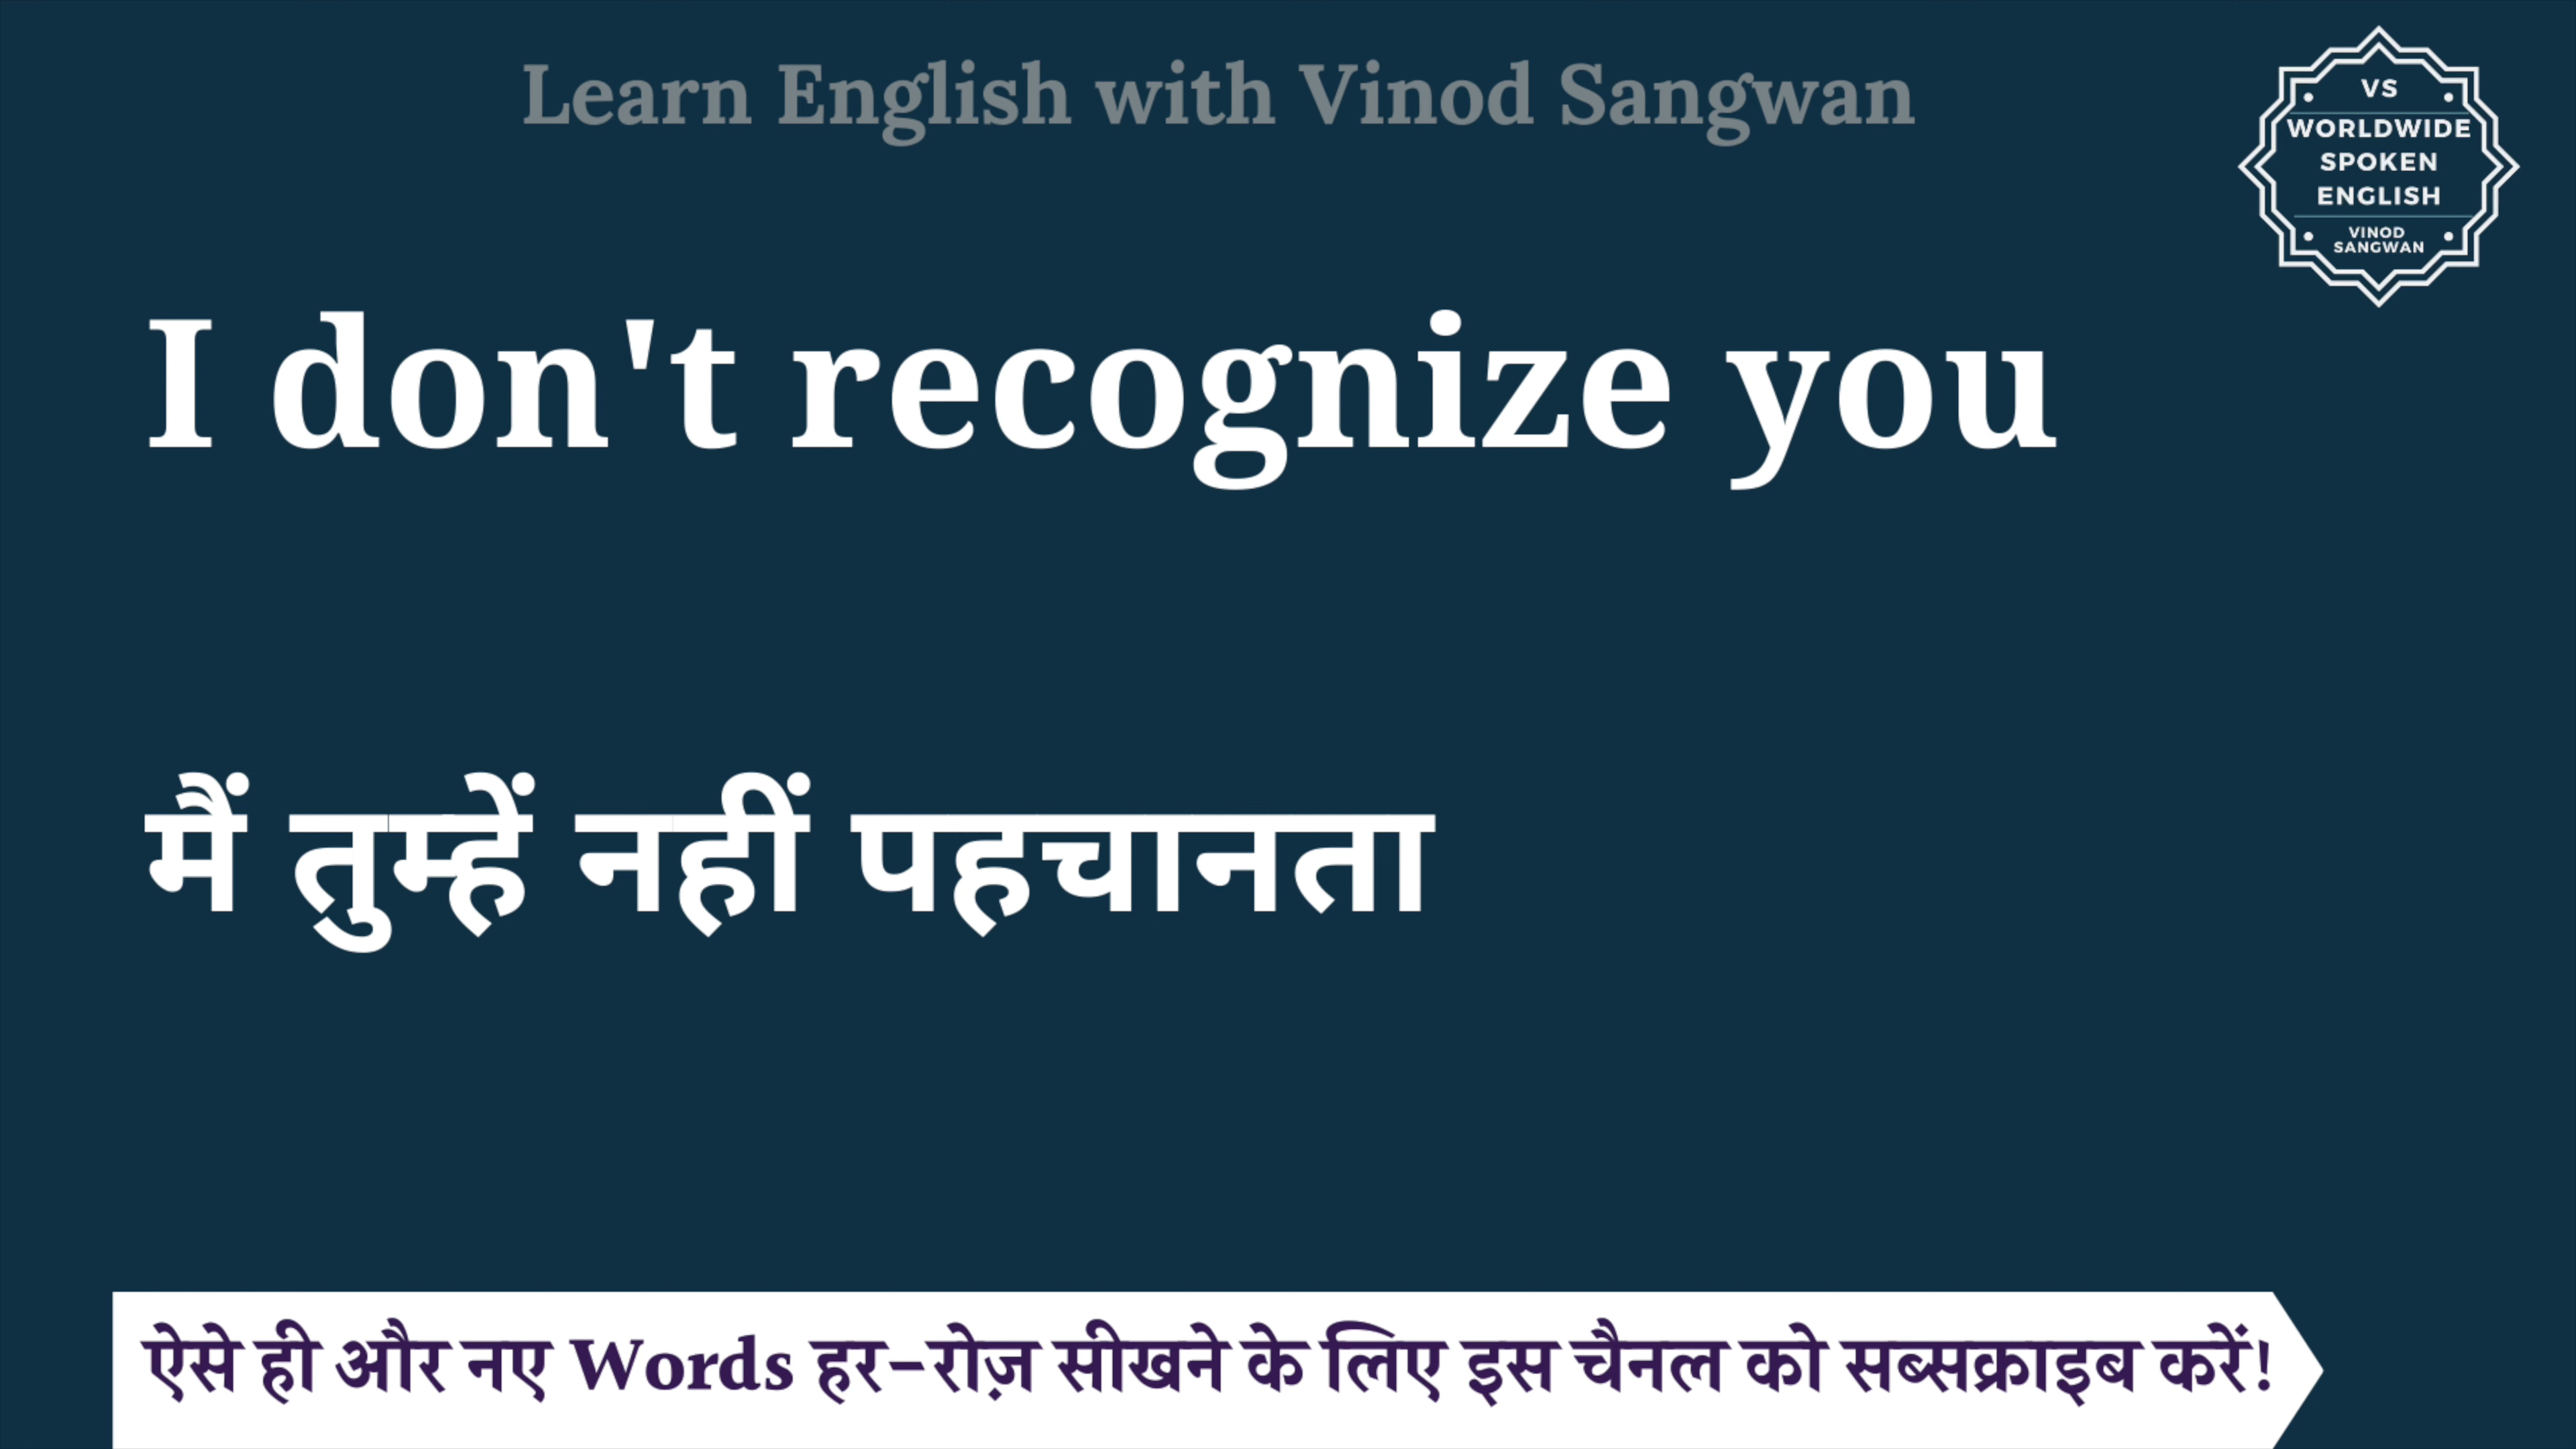 Learn English with Vinod Sangwan
VS
WORLDWIDE
SPOKEN
ENGLISH
VINOD
SANGWAN
I don't recognize you
मैं तुम्हें नहीं पहचानता
ऐसे ही और नए Words हर-रोज़ सीखने के लिए इस चैनल को सब्सक्राइब करें!